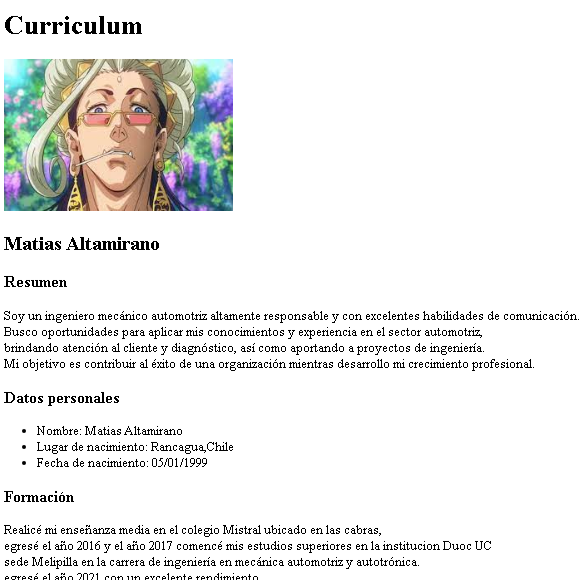 Curriculum
Matias Altamirano
Resumen
Soy un ingeniero mecánico automotriz altamente responsable y con excelentes habilidades de comunicación.
Busco oportunidades para aplicar mis conocimientos y experiencia en el sector automotriz,
brindando atención al cliente y diagnóstico, así como aportando a proyectos de ingeniería.
Mi objetivo es contribuir al éxito de una organización mientras desarrollo mi crecimiento profesional.
Datos personales
• Nombre: Matias Altamirano
• Lugar de nacimiento: Rancagua,Chile
• Fecha de nacimiento: 05/01/1999
Formación
Realicé mi enseñanza media en el colegio Mistral ubicado en las cabras,
egresé el año 2016 y el año 2017 comencé mis estudios superiores en la institucion Duoc UC
sede Melipilla en la carrera de ingeniería en mecánica automotriz y autotrónica.
egresé el año 2021 con un excelente rendimiento